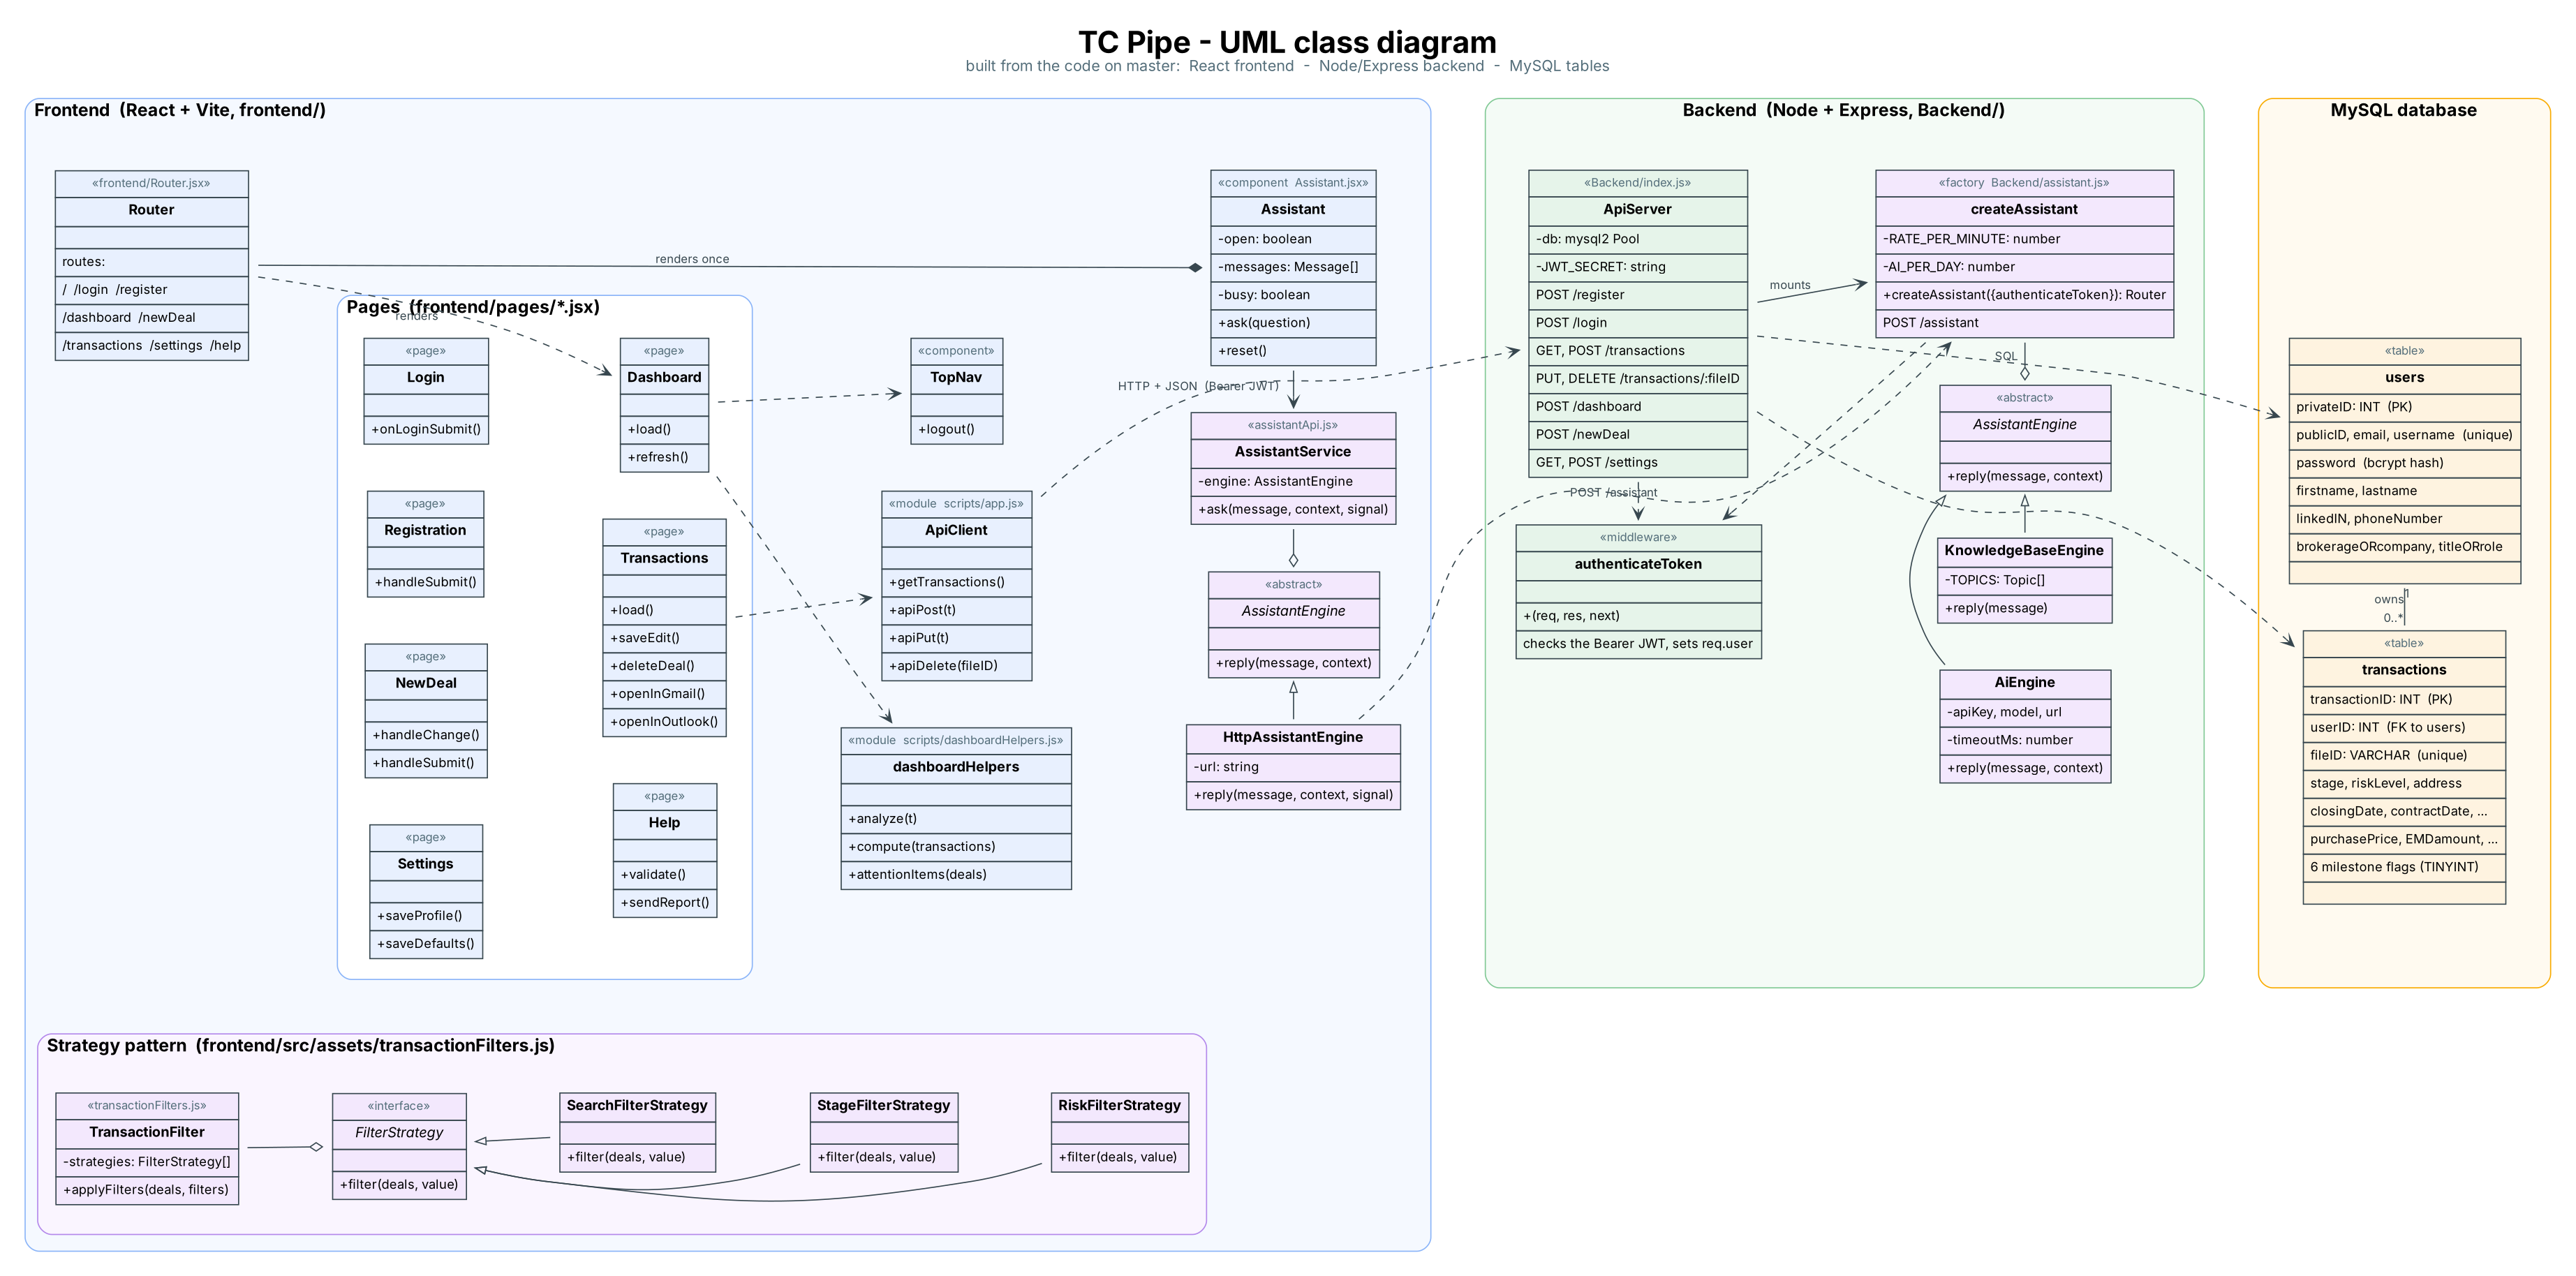 TC Pipe - UML class diagram
built from the code on master:  React frontend  -  Node/Express backend  -  MySQL tables
Frontend  (React + Vite, frontend/)
«frontend/Router.jsx»
Router
routes:
/  /login  /register
/dashboard  /newDeal
/transactions  /settings  /help
renders once
renders
Pages  (frontend/pages/*.jsx)
«page»
Login
+onLoginSubmit()
«page»
Registration
+handleSubmit()
«page»
NewDeal
+handleChange()
+handleSubmit()
«page»
Settings
+saveProfile()
+saveDefaults()
«page»
Dashboard
+load()
+refresh()
«page»
Transactions
+load()
+saveEdit()
+deleteDeal()
+openInGmail()
+openInOutlook()
«page»
Help
+validate()
+sendReport()
«component»
TopNav
+logout()
«module  scripts/app.js»
ApiClient
+getTransactions()
+apiPost(t)
+apiPut(t)
+apiDelete(fileID)
«module  scripts/dashboardHelpers.js»
dashboardHelpers
+analyze(t)
+compute(transactions)
+attentionItems(deals)
«component  Assistant.jsx»
Assistant
-open: boolean
-messages: Message[]
-busy: boolean
+ask(question)
+reset()
HTTP + JSON  (Bearer JWT)
«assistantApi.js»
AssistantService
-engine: AssistantEngine
+ask(message, context, signal)
«abstract»
AssistantEngine
+reply(message, context)
HttpAssistantEngine
-url: string
+reply(message, context, signal)
Strategy pattern  (frontend/src/assets/transactionFilters.js)
«transactionFilters.js»
TransactionFilter
-strategies: FilterStrategy[]
+applyFilters(deals, filters)
«interface»
FilterStrategy
+filter(deals, value)
SearchFilterStrategy
+filter(deals, value)
StageFilterStrategy
+filter(deals, value)
RiskFilterStrategy
+filter(deals, value)
Backend  (Node + Express, Backend/)
«Backend/index.js»
ApiServer
-db: mysql2 Pool
-JWT_SECRET: string
POST /register
POST /login
GET, POST /transactions
PUT, DELETE /transactions/:fileID
POST /dashboard
POST /newDeal
GET, POST /settings
mounts
POST /assistant
«middleware»
authenticateToken
+(req, res, next)
checks the Bearer JWT, sets req.user
«factory  Backend/assistant.js»
createAssistant
-RATE_PER_MINUTE: number
-AI_PER_DAY: number
+createAssistant({authenticateToken}): Router
POST /assistant
SQL
«abstract»
AssistantEngine
+reply(message, context)
KnowledgeBaseEngine
-TOPICS: Topic[]
+reply(message)
AiEngine
-apiKey, model, url
-timeoutMs: number
+reply(message, context)
MySQL database
«table»
users
privateID: INT  (PK)
publicID, email, username  (unique)
password  (bcrypt hash)
firstname, lastname
linkedIN, phoneNumber
brokerageORcompany, titleORrole
1
owns
0..*
«table»
transactions
transactionID: INT  (PK)
userID: INT  (FK to users)
fileID: VARCHAR  (unique)
stage, riskLevel, address
closingDate, contractDate, ...
purchasePrice, EMDamount, ...
6 milestone flags (TINYINT)